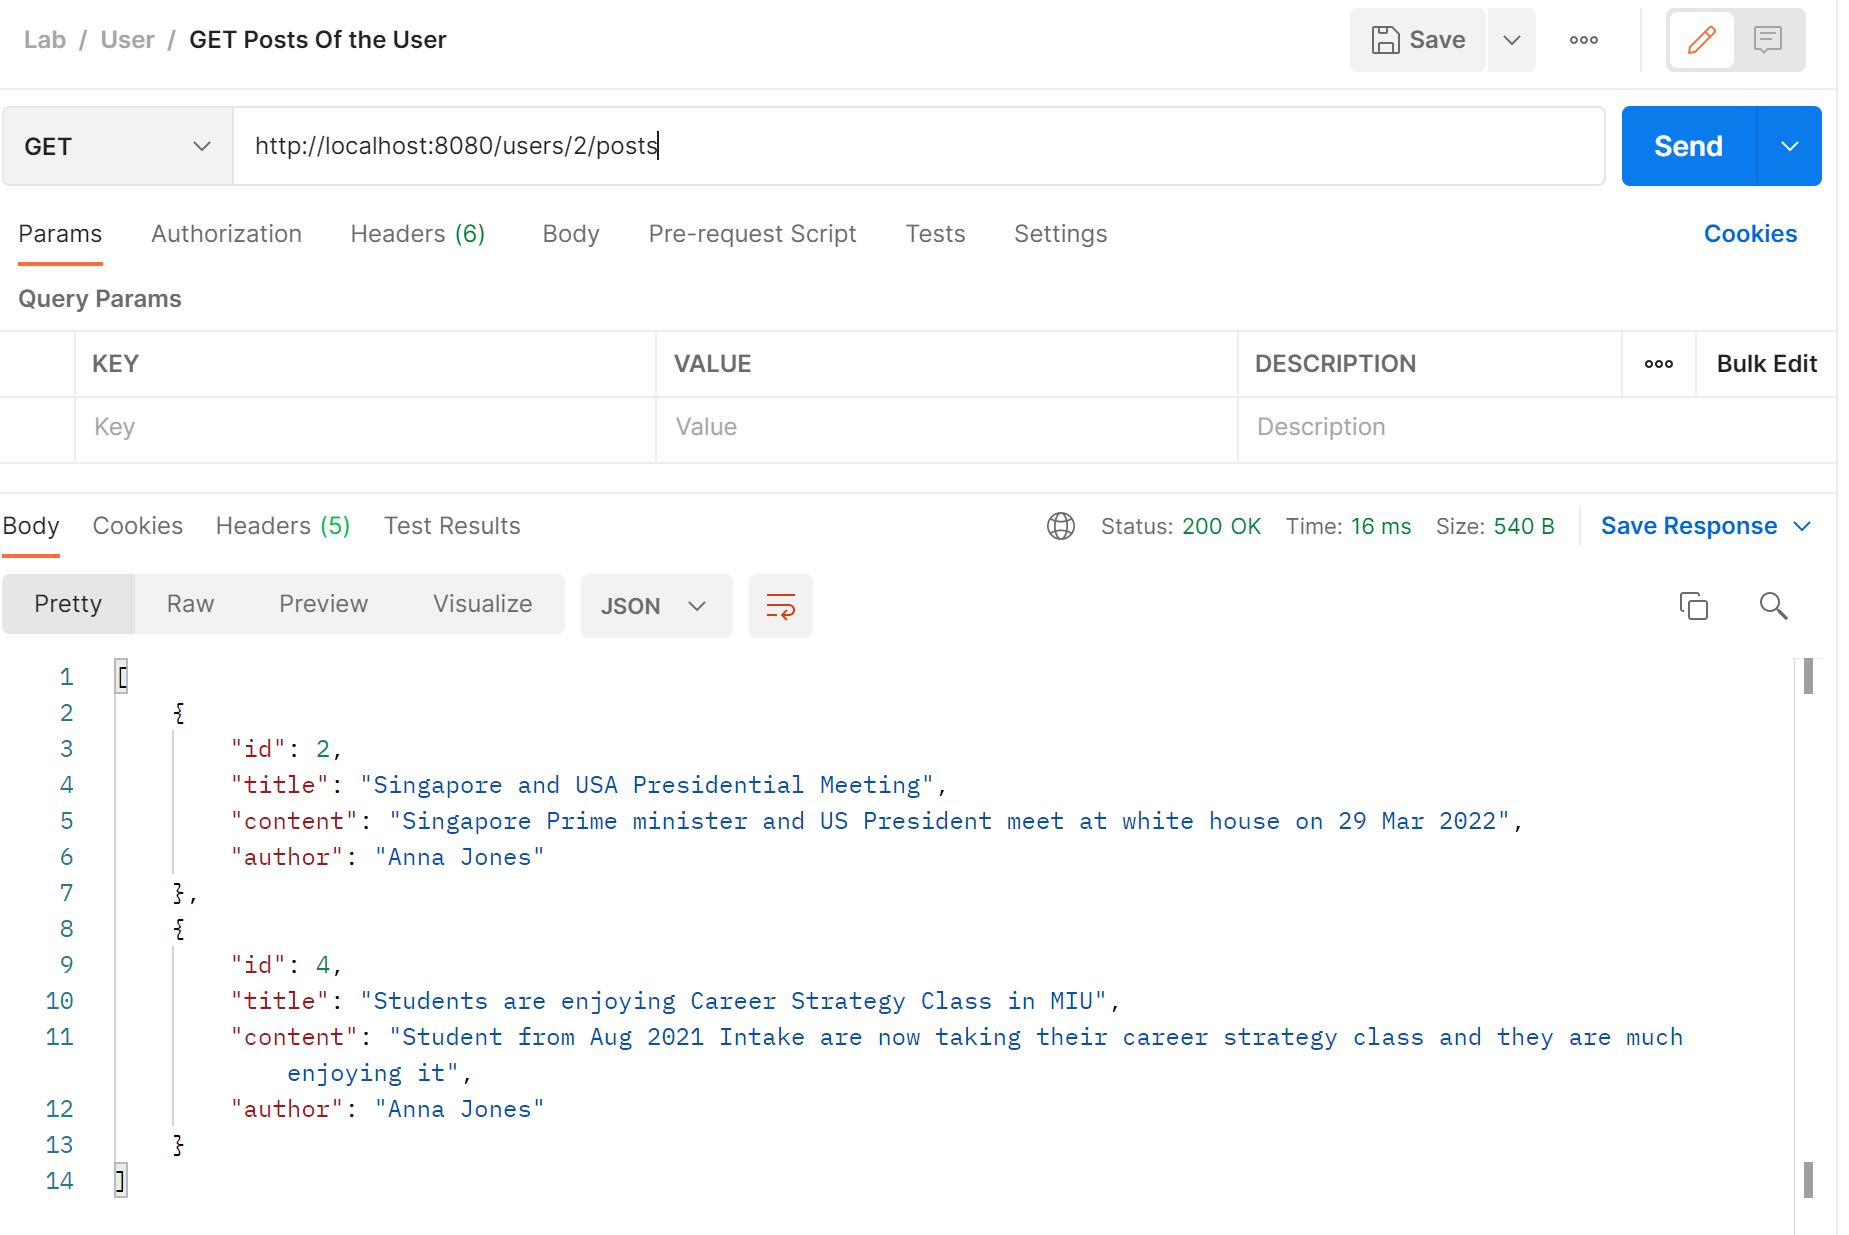 Lab / User / GET Posts Of the User
Save
GET
http://localhost:8080/users/2/posts
Send
Params Authorization Headers (6) Body Pre-request Script Tests Settings Cookies
Query Params
KEY VALUE DESCRIPTION ooo Bulk Edit
Key Value Description
Body Cookies Headers (5) Test Results Status: 200 OK Time: 16 ms Size: 540 B Save Response
Pretty Raw Preview Visualize JSON
1 [
2 {
3 "id": 2,
4 "title": "Singapore and USA Presidential Meeting",
5 "content": "Singapore Prime minister and US President meet at white house on 29 Mar 2022",
6 "author": "Anna Jones"
7 },
8 {
9 "id": 4,
10 "title": "Students are enjoying Career Strategy Class in MIU",
11 "content": "Student from Aug 2021 Intake are now taking their career strategy class and they are much
enjoying it",
12 "author": "Anna Jones"
13 }
14 ]